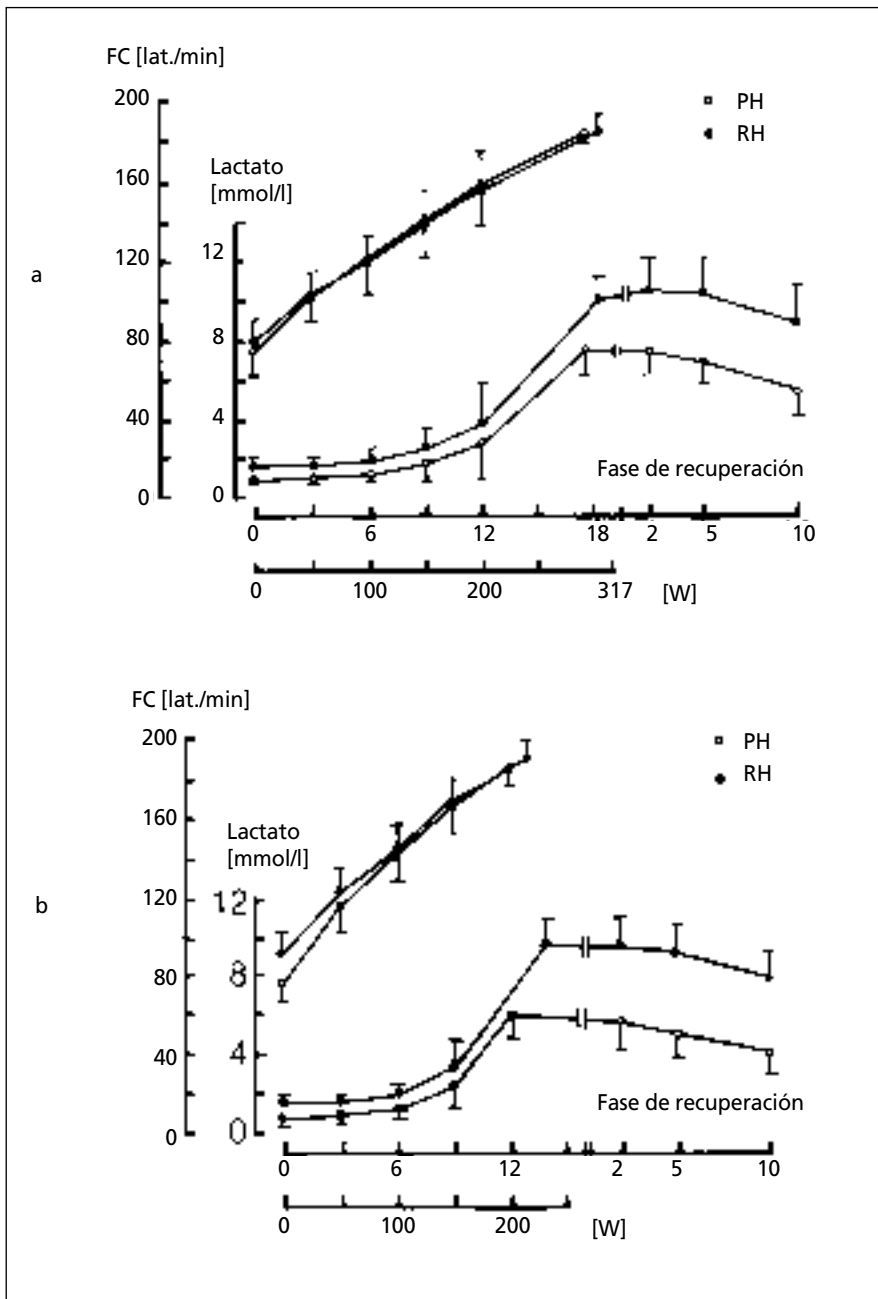 FC [lat./min]
200
160
120
80
40
0
Lactato
[mmol/l]
12
8
4
0
PH
RH
a
Fase de recuperación
0 6 12 18 2 5 10
0 100 200 317 [W]
FC [lat./min]
200
160
120
80
40
0
Lactato
[mmol/l]
12
8
4
0
PH
RH
b
Fase de recuperación
0 6 12 2 5 10
0 100 200 [W]